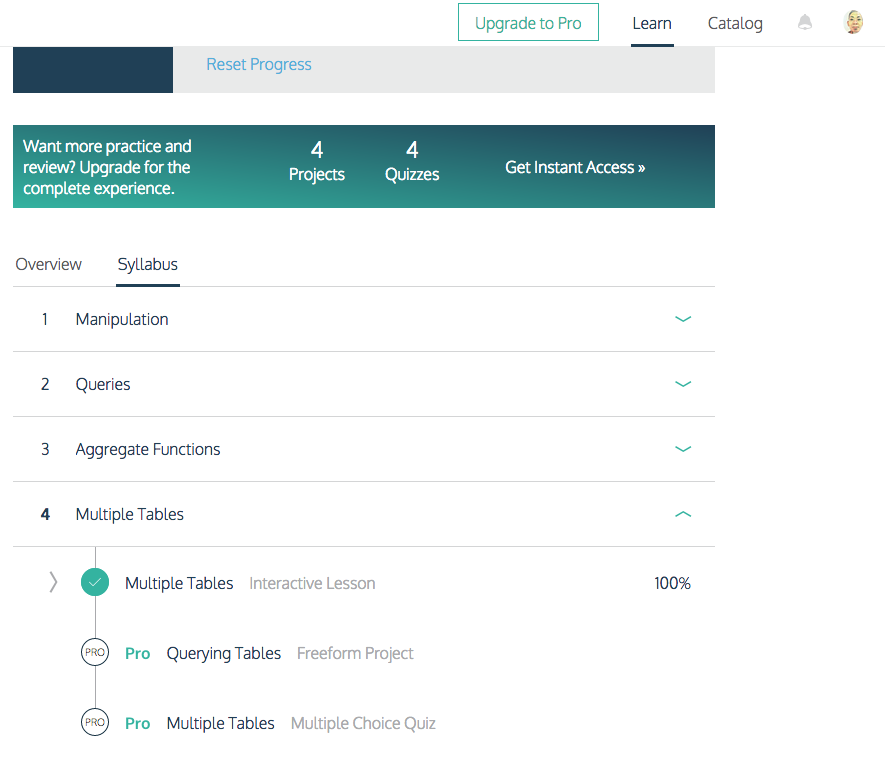 Upgrade to Pro Learn Catalog
Reset Progress
Want more practice and
review? Upgrade for the
complete experience.
4
Projects
4
Quizzes
Get Instant Access »
Overview Syllabus
1 Manipulation
2 Queries
3 Aggregate Functions
4 Multiple Tables
Multiple Tables Interactive Lesson 100%
PRO Pro Querying Tables Freeform Project
PRO Pro Multiple Tables Multiple Choice Quiz